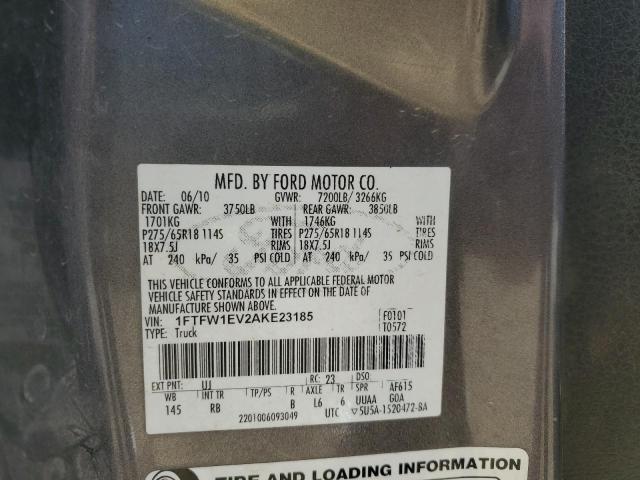 MFD. BY FORD MOTOR CO.
DATE: 06/10 GVWR: 7200LB/ 3266KG
FRONT GAWR: 3750LB REAR GAWR: 3850LB
1701KG WITH 1746KG WITH
P275/65R18 114S TIRES P275/65R18 114S TIRES
18X7.5J RIMS 18X7.5J RIMS
AT 240 kPa/ 35 PSI COLD AT 240 kPa/ 35 PSI COLD
THIS VEHICLE CONFORMS TO ALL APPLICABLE FEDERAL MOTOR
VEHICLE SAFETY STANDARDS IN EFFECT ON THE DATE OF
MANUFACTURE SHOWN ABOVE.
VIN: 1FTFW1EV2AKE23185 F0101
TYPE: Truck T0572
EXT PNT: UJ RC: 23 DSO:
WB INT TR TP/PS R AXLE TR SPR AF615
145 RB B L6 6 UUAA G0A
2201006093049 UTC ▽5U5A-1520472-BA
TIRE AND LOADING INFORMATION